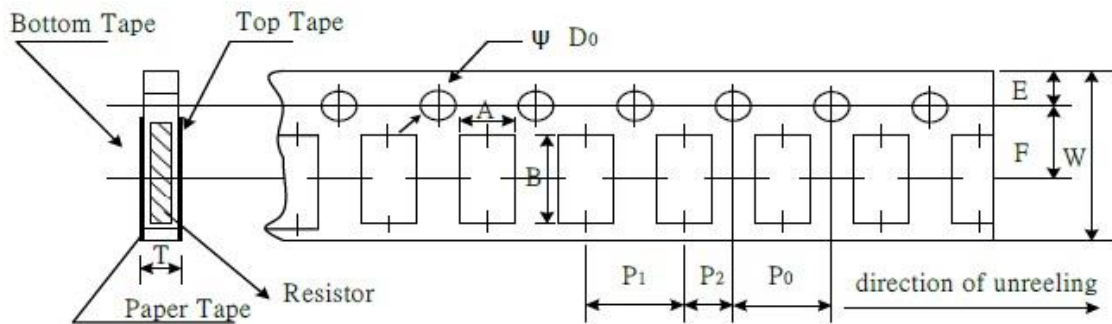 Bottom Tape
Top Tape
Ψ D0
E
A
F
W
B
T
P1
P2
P0
direction of unreeling
Resistor
Paper Tape